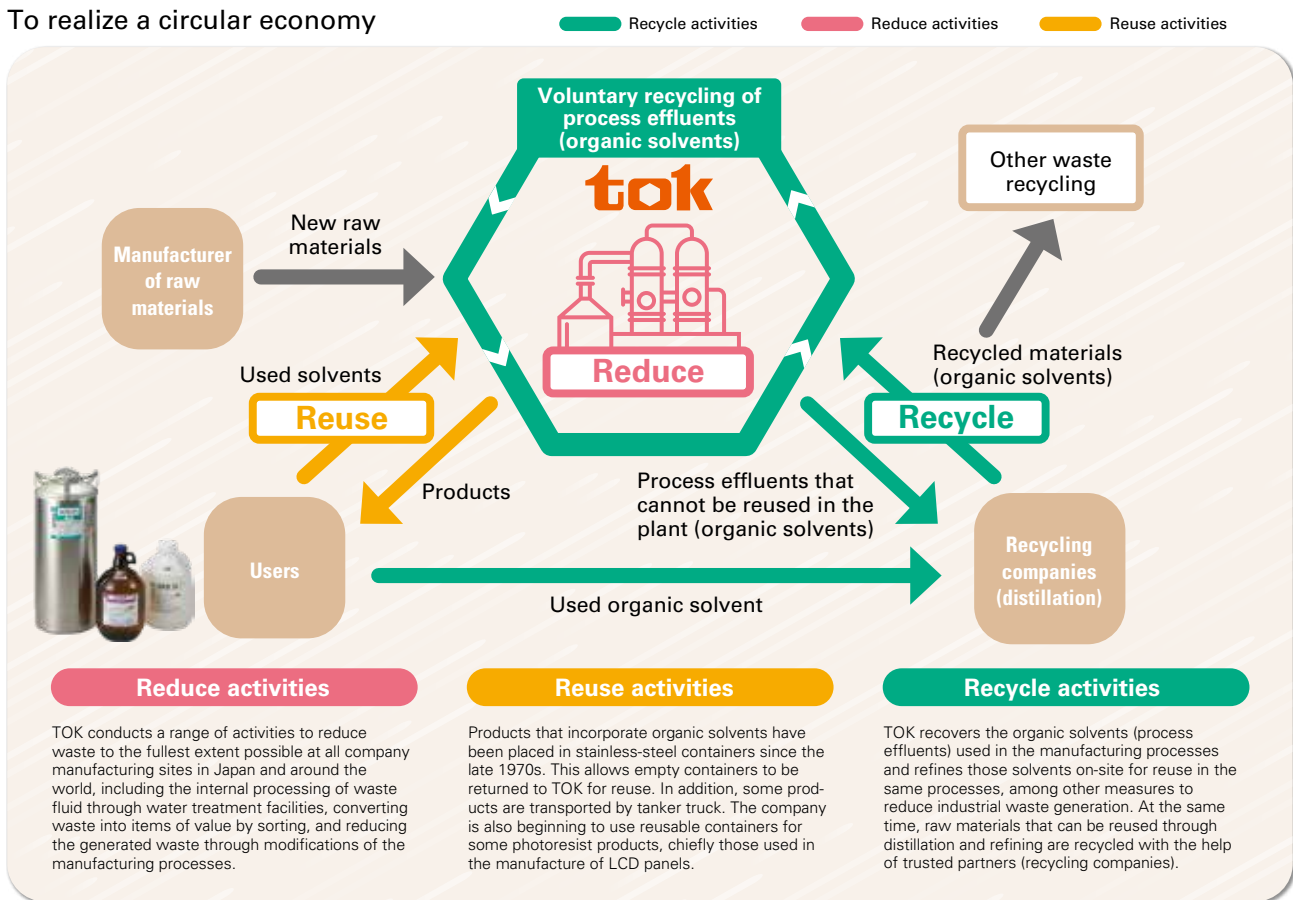 To realize a circular economy
Recycle activities
Reduce activities
Reuse activities
Voluntary recycling of
process effluents
(organic solvents)
tok
Other waste
recycling
New raw
materials
Manufacturer
of raw
materials
Recycled materials
(organic solvents)
Reduce
Used solvents
Reuse
Recycle
Products
Process effluents that
cannot be reused in the
plant (organic solvents)
Users
Recycling
companies
(distillation)
Used organic solvent
Reduce activities
TOK conducts a range of activities to reduce
waste to the fullest extent possible at all company
manufacturing sites in Japan and around the
world, including the internal processing of waste
fluid through water treatment facilities, converting
waste into items of value by sorting, and reducing
the generated waste through modifications of the
manufacturing processes.
Reuse activities
Products that incorporate organic solvents have
been placed in stainless-steel containers since the
late 1970s. This allows empty containers to be
returned to TOK for reuse. In addition, some prod-
ucts are transported by tanker truck. The company
is also beginning to use reusable containers for
some photoresist products, chiefly those used in
the manufacture of LCD panels.
Recycle activities
TOK recovers the organic solvents (process
effluents) used in the manufacturing processes
and refines those solvents on-site for reuse in the
same processes, among other measures to
reduce industrial waste generation. At the same
time, raw materials that can be reused through
distillation and refining are recycled with the help
of trusted partners (recycling companies).